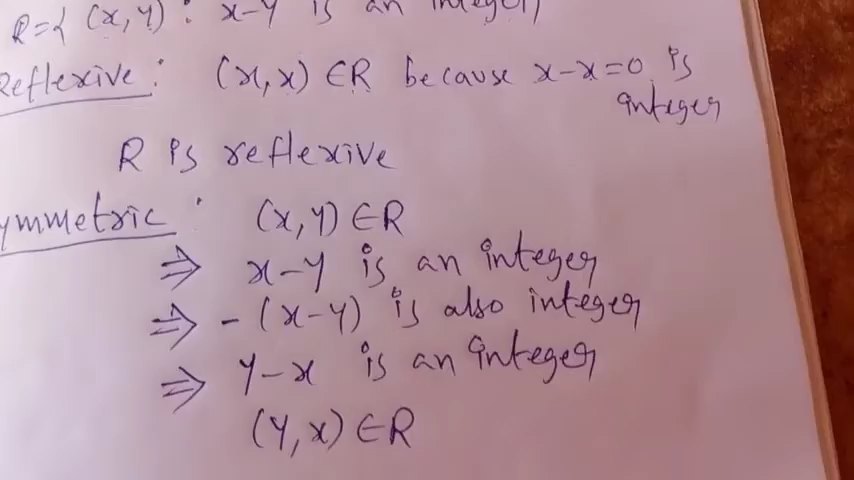 R={ (x,y) : x-y is an integer}
Reflexive : (x,x) ∈R because x-x=0 is
integer
R is reflexive
ymmetric : (x,y) ∈R
⇒ x-y is an integer
⇒ -(x-y) is also integer
⇒ y-x is an integer
(y,x) ∈R